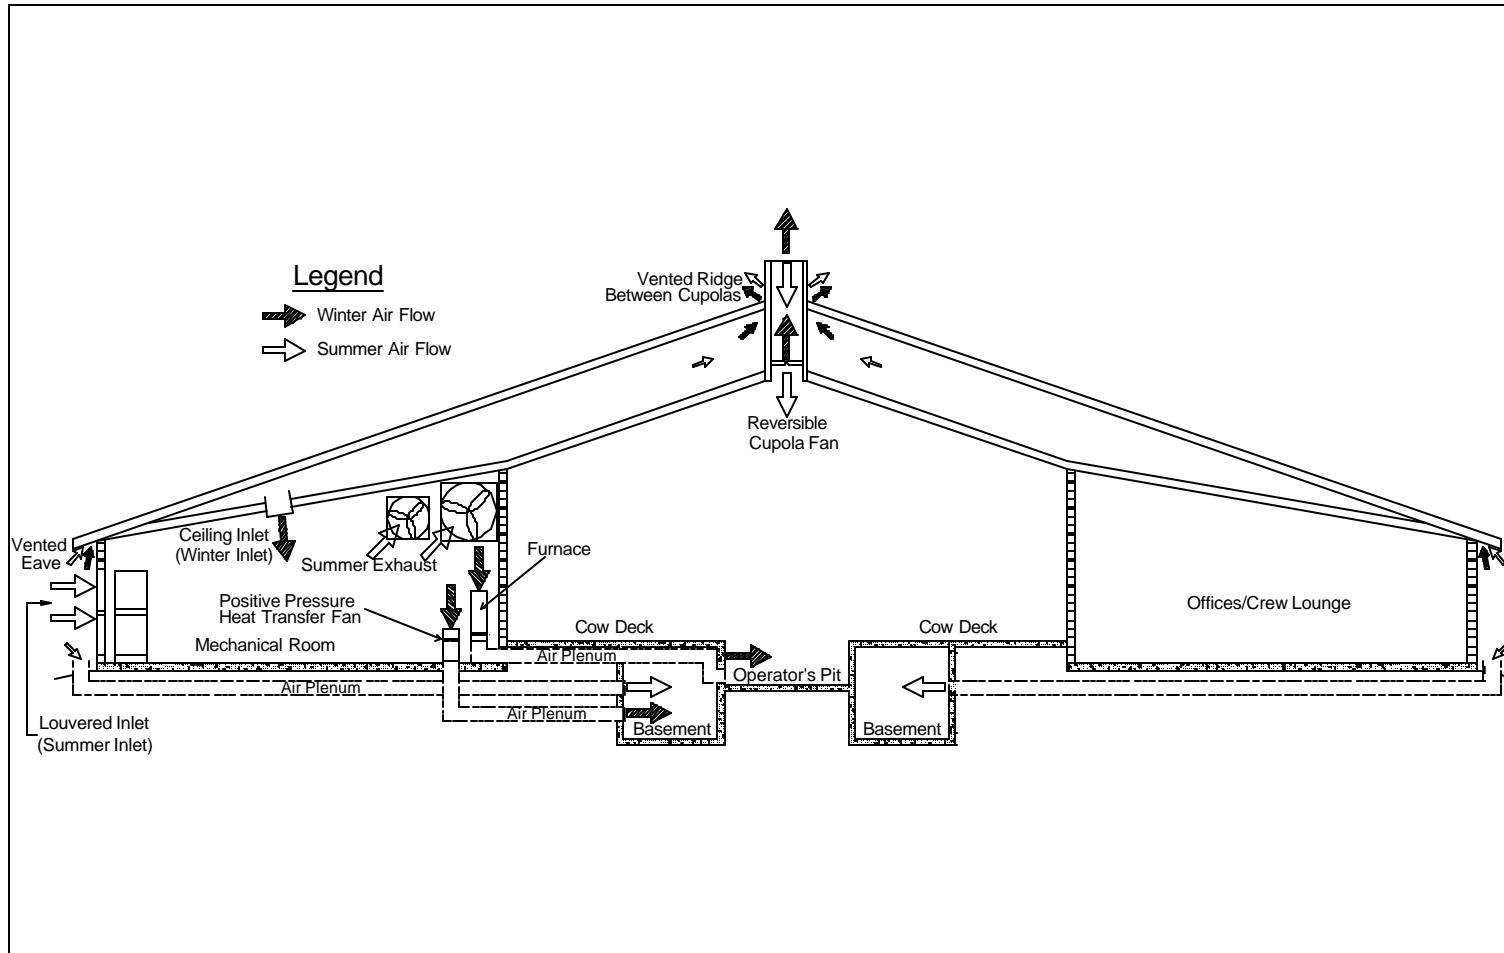 Legend
Winter Air Flow
Summer Air Flow
Vented Ridge
Between Cupolas
Reversible
Cupola Fan
Vented
Eave
Ceiling Inlet
(Winter Inlet)
Summer Exhaust
Furnace
Positive Pressure
Heat Transfer Fan
Mechanical Room
Cow Deck
Cow Deck
Offices/Crew Lounge
Air Plenum
Operator's Pit
Air Plenum
Air Plenum
Basement
Basement
Louvered Inlet
(Summer Inlet)